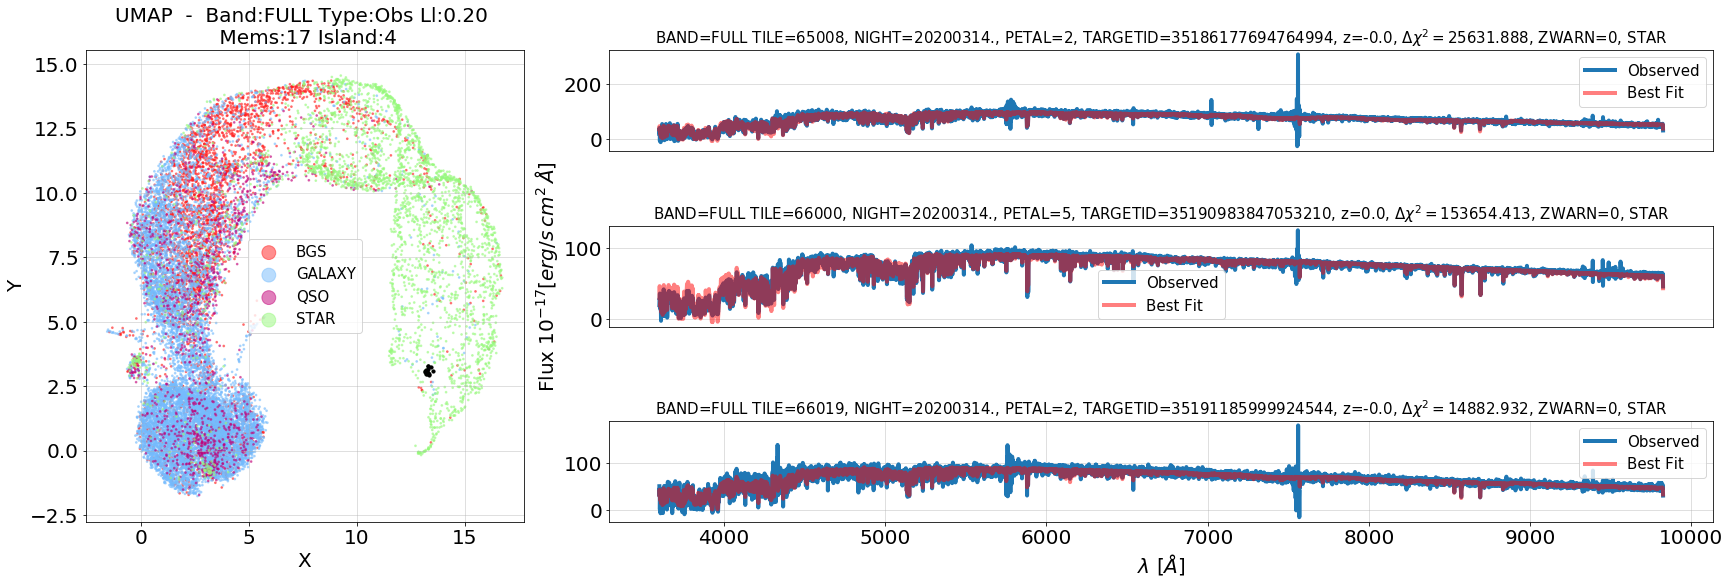 UMAP - Band:FULL Type:Obs Ll:0.20
Mems:17 Island:4
15.0
12.5
10.0
7.5
5.0
2.5
0.0
−2.5
Y
0 5 10 15
X
BGS
GALAXY
QSO
STAR
Flux 10⁻¹⁷[erg/s cm² Å]
BAND=FULL TILE=65008, NIGHT=20200314., PETAL=2, TARGETID=35186177694764994, z=-0.0, Δχ² = 25631.888, ZWARN=0, STAR
200
0
Observed
Best Fit
BAND=FULL TILE=66000, NIGHT=20200314., PETAL=5, TARGETID=35190983847053210, z=0.0, Δχ² = 153654.413, ZWARN=0, STAR
100
0
Observed
Best Fit
BAND=FULL TILE=66019, NIGHT=20200314., PETAL=2, TARGETID=35191185999924544, z=-0.0, Δχ² = 14882.932, ZWARN=0, STAR
100
0
Observed
Best Fit
4000 5000 6000 7000 8000 9000 10000
λ [Å]